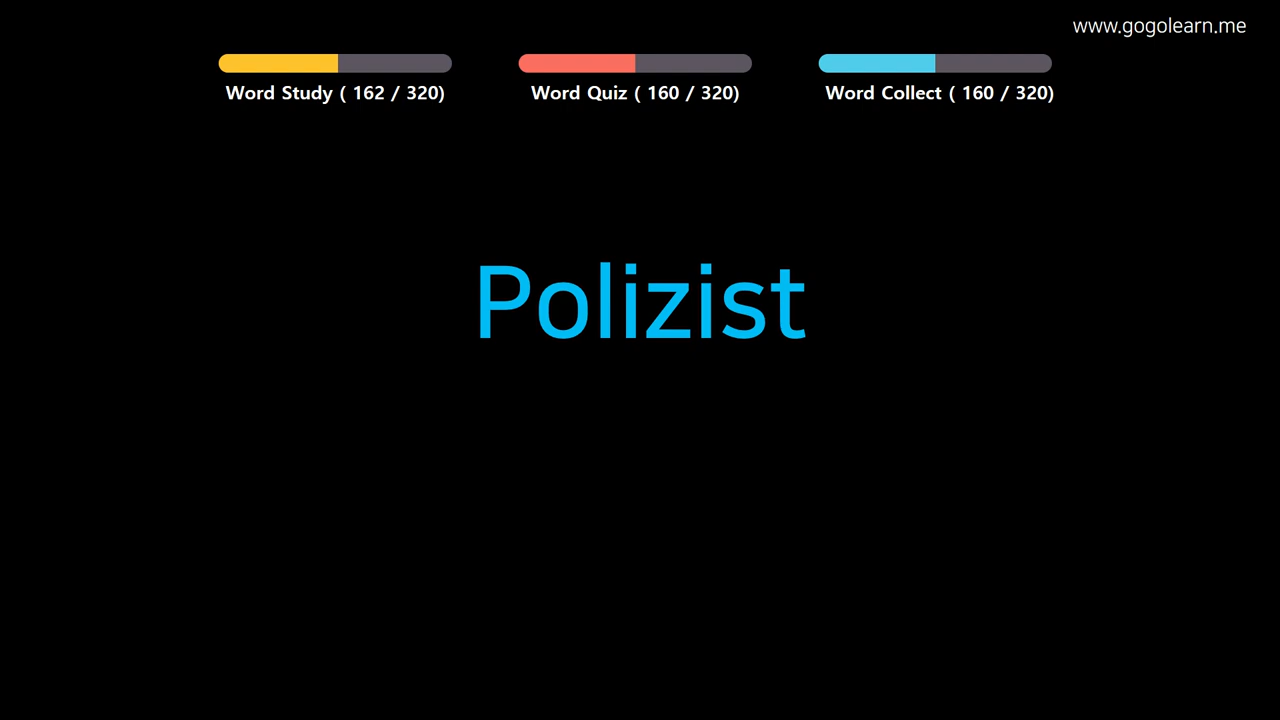 www.gogolearn.me
Word Study ( 162 / 320)
Word Quiz ( 160 / 320)
Word Collect ( 160 / 320)
Polizist